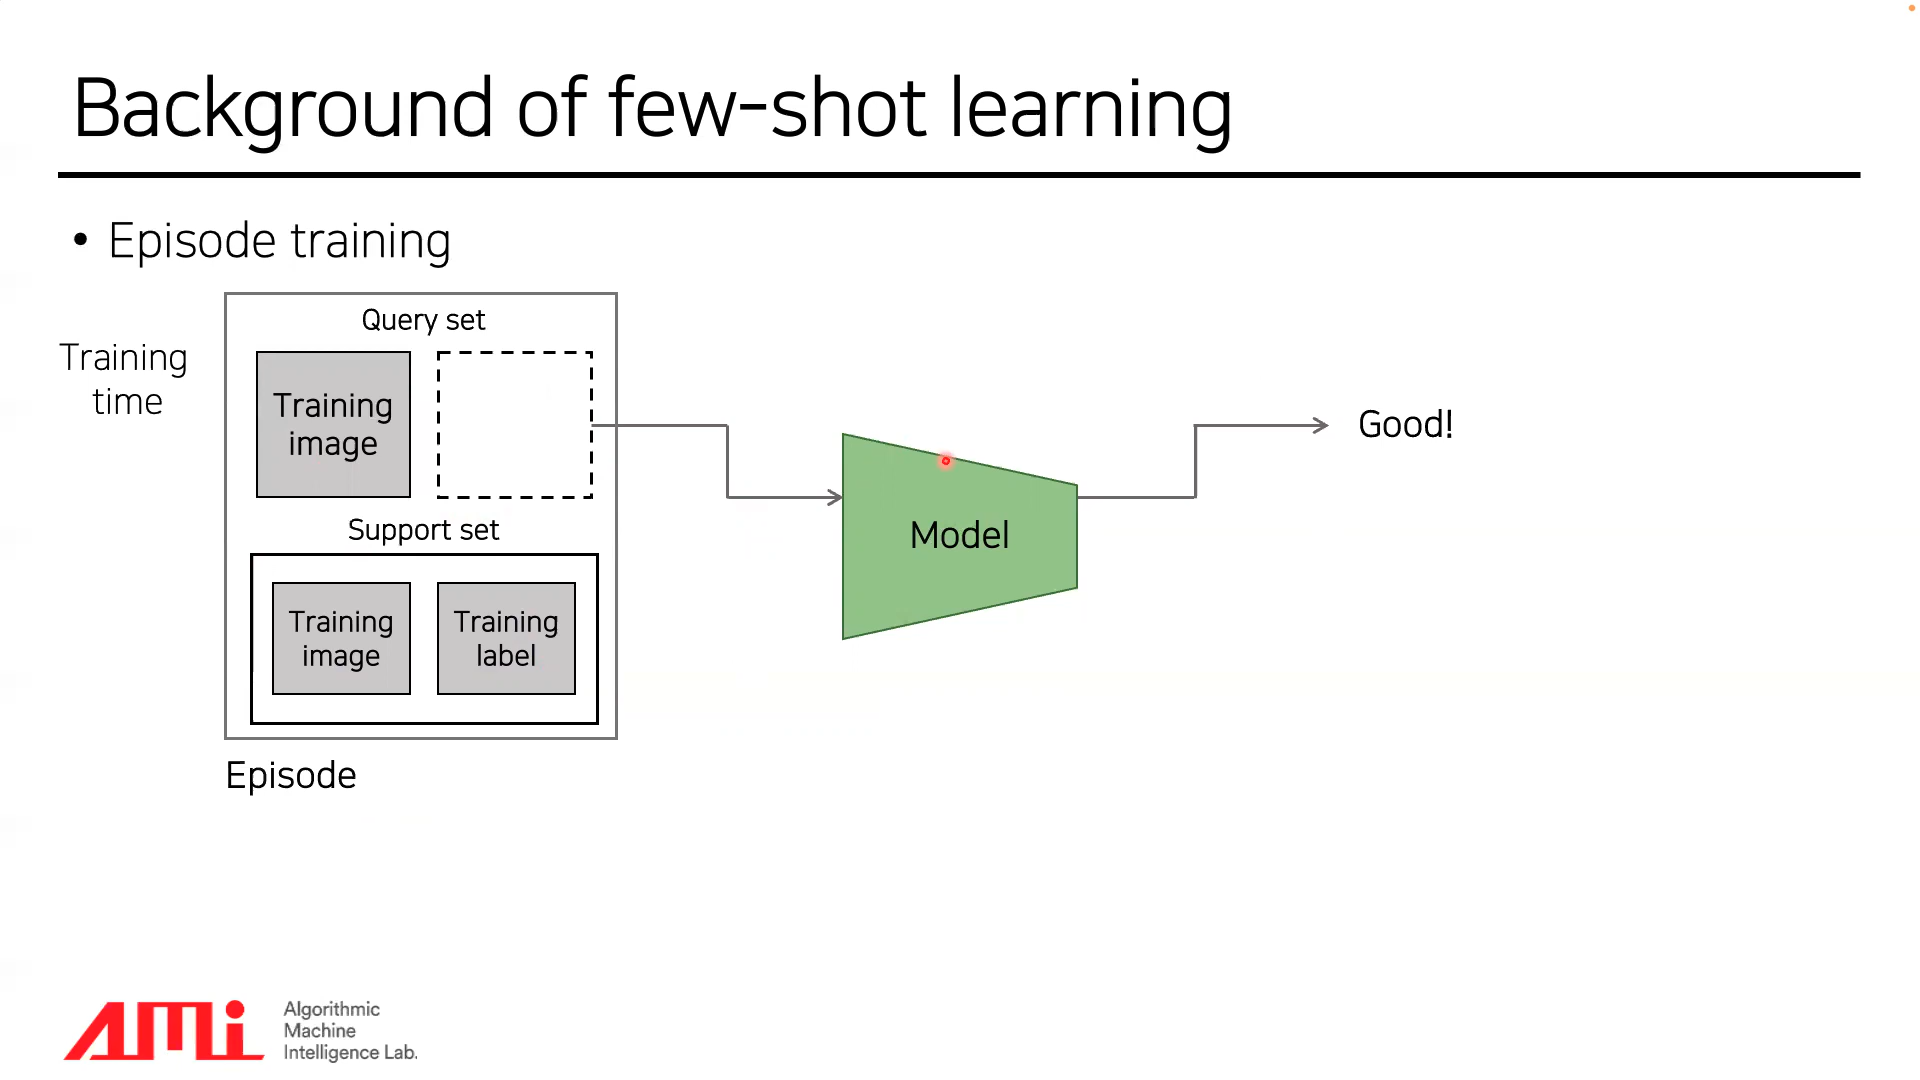 Background of few-shot learning
• Episode training
Training
time
Query set
Training
image
Support set
Training
image
Training
label
Episode
Model
Good!
AMi
Algorithmic
Machine
Intelligence Lab.